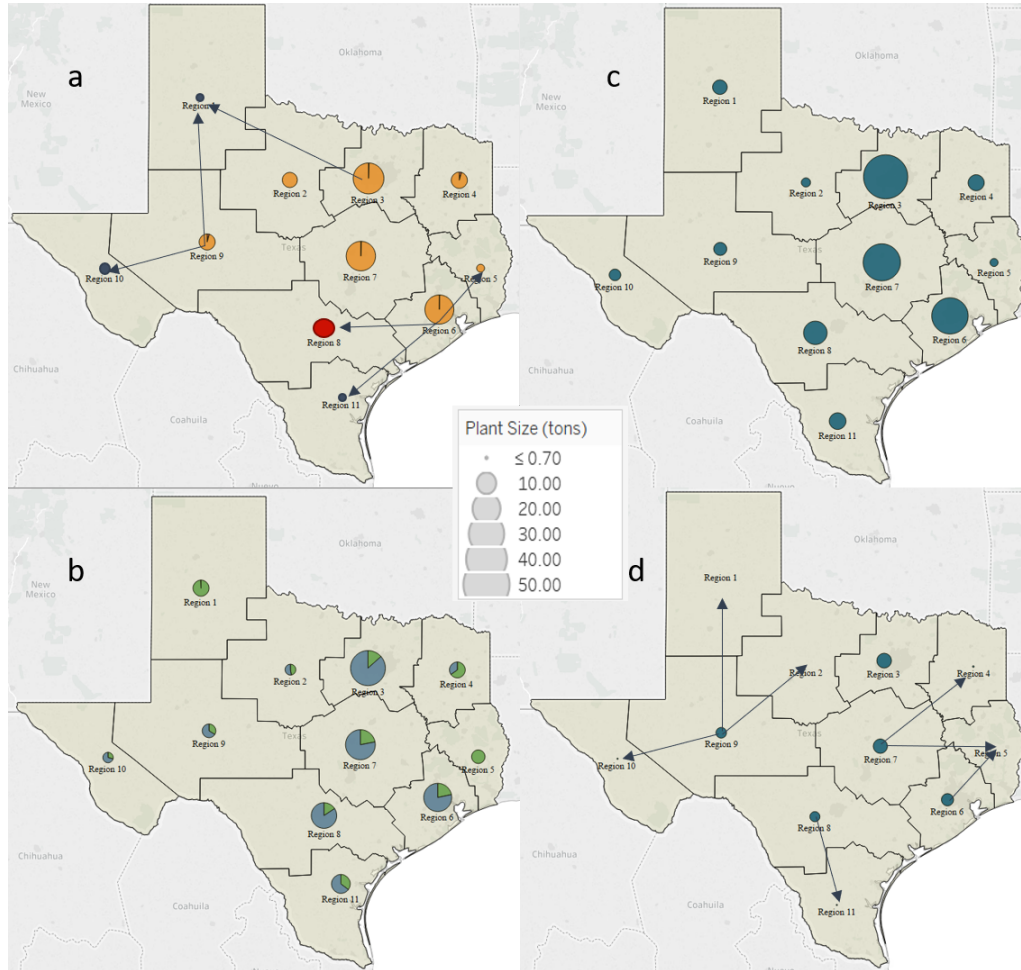 a
Oklahoma
New
Mexico
Region
Region 2
Region 3
Region 4
Texas
Region 9
Region 10
Region 7
Region 5
Region 8
Region 6
Region 11
Chihuahua
Coahuila
c
Oklahoma
New
Mexico
Region 1
Region 2
Region 3
Region 4
Texas
Region 9
Region 10
Region 7
Region 5
Region 8
Region 6
Region 11
Chihuahua
Coahuila
Plant Size (tons)
≤ 0.70
10.00
20.00
30.00
40.00
50.00
b
Oklahoma
New
Mexico
Region 1
Region 2
Region 3
Region 4
Texas
Region 9
Region 10
Region 7
Region 5
Region 8
Region 6
Region 11
Chihuahua
Coahuila
d
Oklahoma
New
Mexico
Region 1
Region 2
Region 3
Region 4
Texas
Region 9
Region 10
Region 7
Region 5
Region 8
Region 6
Region 11
Chihuahua
Coahuila